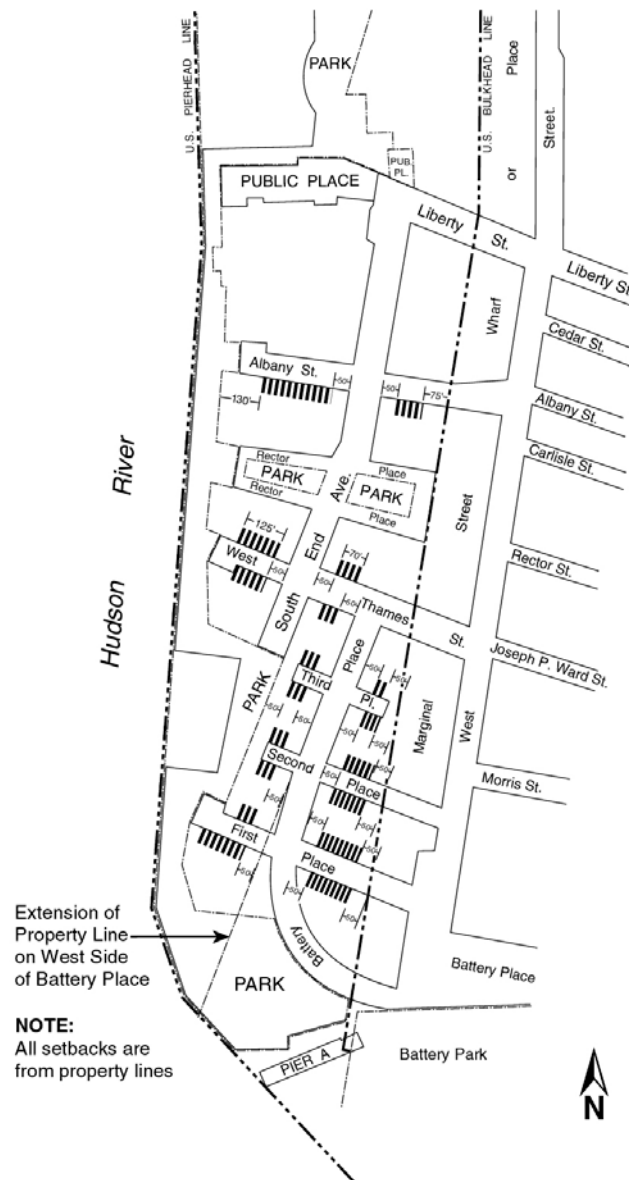 U.S. PIERHEAD LINE
PARK
U.S. BULKHEAD LINE
Place
or
Street.
PUB.
PL.
PUBLIC PLACE
Liberty St.
Liberty St.
Wharf
Cedar St.
Albany St.
-50-
-50-
75'
130'
Albany St.
Carlisle St.
Hudson River
Rector Place
PARK
Rector Place
PARK
Ave.
Street
125'
West
-50-
End
South
70'
-50-
-50-
Thames St.
Rector St.
Joseph P. Ward St.
Place
PARK
Third Pl.
-50-
-50-
-50-
-50-
Marginal
West
-50-
-50-
Second Place
-50-
-50-
Morris St.
-50-
-50-
-50-
First Place
-50-
-50-
-50-
-50-
Battery
Extension of
Property Line
on West Side
of Battery Place
PARK
Battery Place
NOTE:
All setbacks are
from property lines
PIER A
Battery Park
N